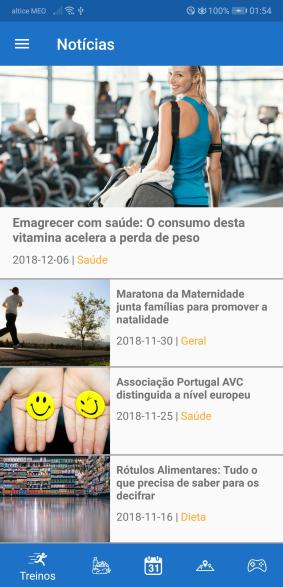 altice MEO 100% 01:54
Notícias
Emagrecer com saúde: O consumo desta
vitamina acelera a perda de peso
2018-12-06 | Saúde
Maratona da Maternidade
junta famílias para promover a
natalidade
2018-11-30 | Geral
Associação Portugal AVC
distinguida a nível europeu
2018-11-25 | Saúde
Rótulos Alimentares: Tudo o
que precisa de saber para os
decifrar
2018-11-16 | Dieta
31
Treinos